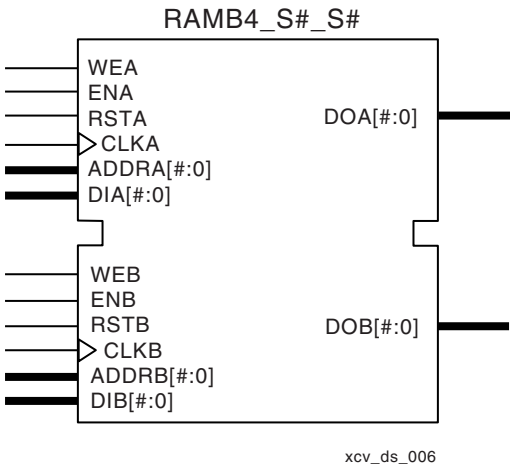 RAMB4_S#_S#
WEA
ENA
RSTA
DOA[#:0]
CLKA
ADDRA[#:0]
DIA[#:0]
WEB
ENB
RSTB
DOB[#:0]
CLKB
ADDRB[#:0]
DIB[#:0]
xcv_ds_006